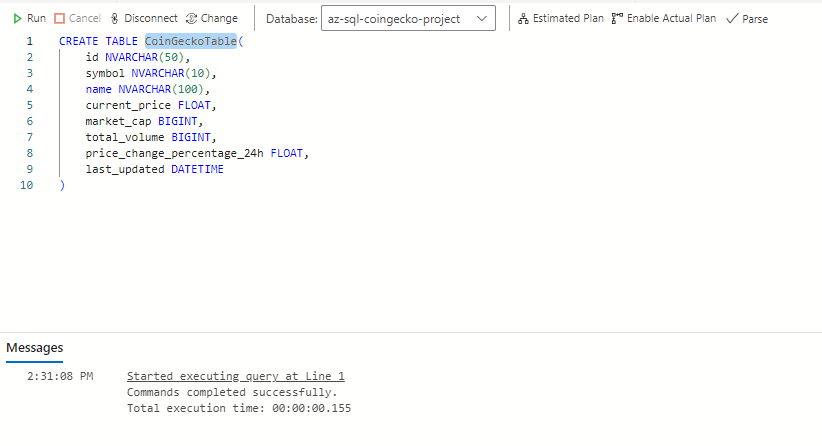 Run Cancel Disconnect Change Database: az-sql-coingecko-project Estimated Plan Enable Actual Plan Parse
1 CREATE TABLE CoinGeckoTable(
2 id NVARCHAR(50),
3 symbol NVARCHAR(10),
4 name NVARCHAR(100),
5 current_price FLOAT,
6 market_cap BIGINT,
7 total_volume BIGINT,
8 price_change_percentage_24h FLOAT,
9 last_updated DATETIME
10 )
Messages
2:31:08 PM Started executing query at Line 1
Commands completed successfully.
Total execution time: 00:00:00.155